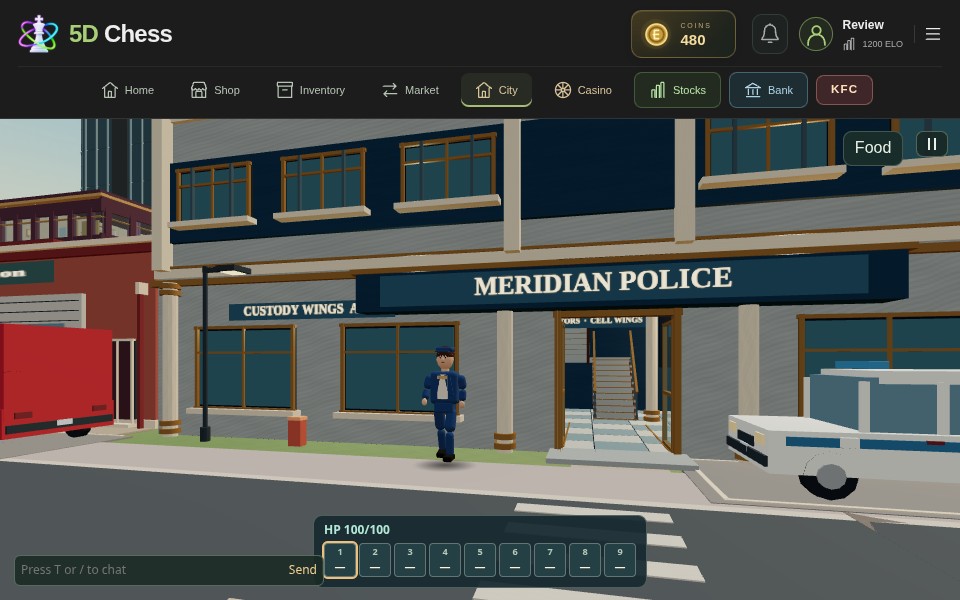 5D Chess
COINS
480
Review
1200 ELO
Home
Shop
Inventory
Market
City
Casino
Stocks
Bank
KFC
Food
on
MERIDIAN POLICE
CUSTODY WINGS A
ORS • CELL WINGS
HP 100/100
1 2 3 4 5 6 7 8 9
Press T or / to chat
Send